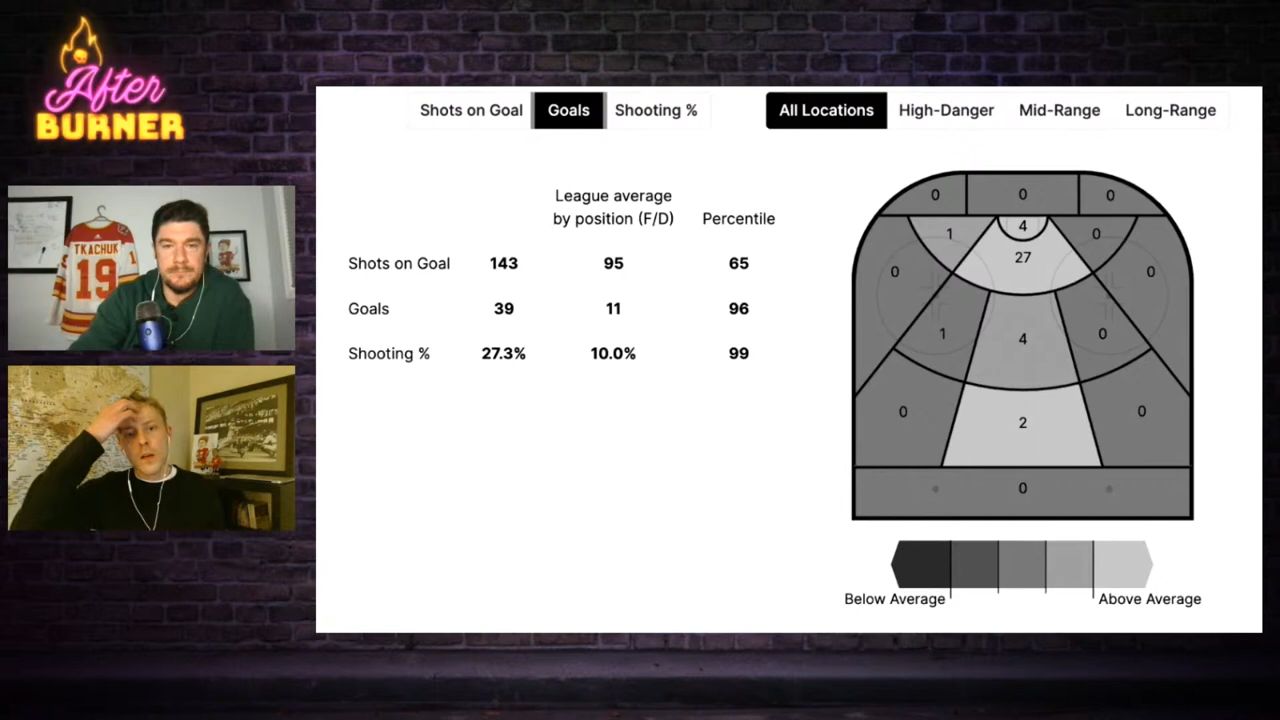 After
BURNER
TKACHUK
19
Shots on Goal Goals Shooting %
All Locations High-Danger Mid-Range Long-Range
League average
by position (F/D) Percentile
Shots on Goal 143 95 65
Goals 39 11 96
Shooting % 27.3% 10.0% 99
0 0 0
1 4 0
27
0 0
1 4 0
0 2 0
0
Below Average Above Average